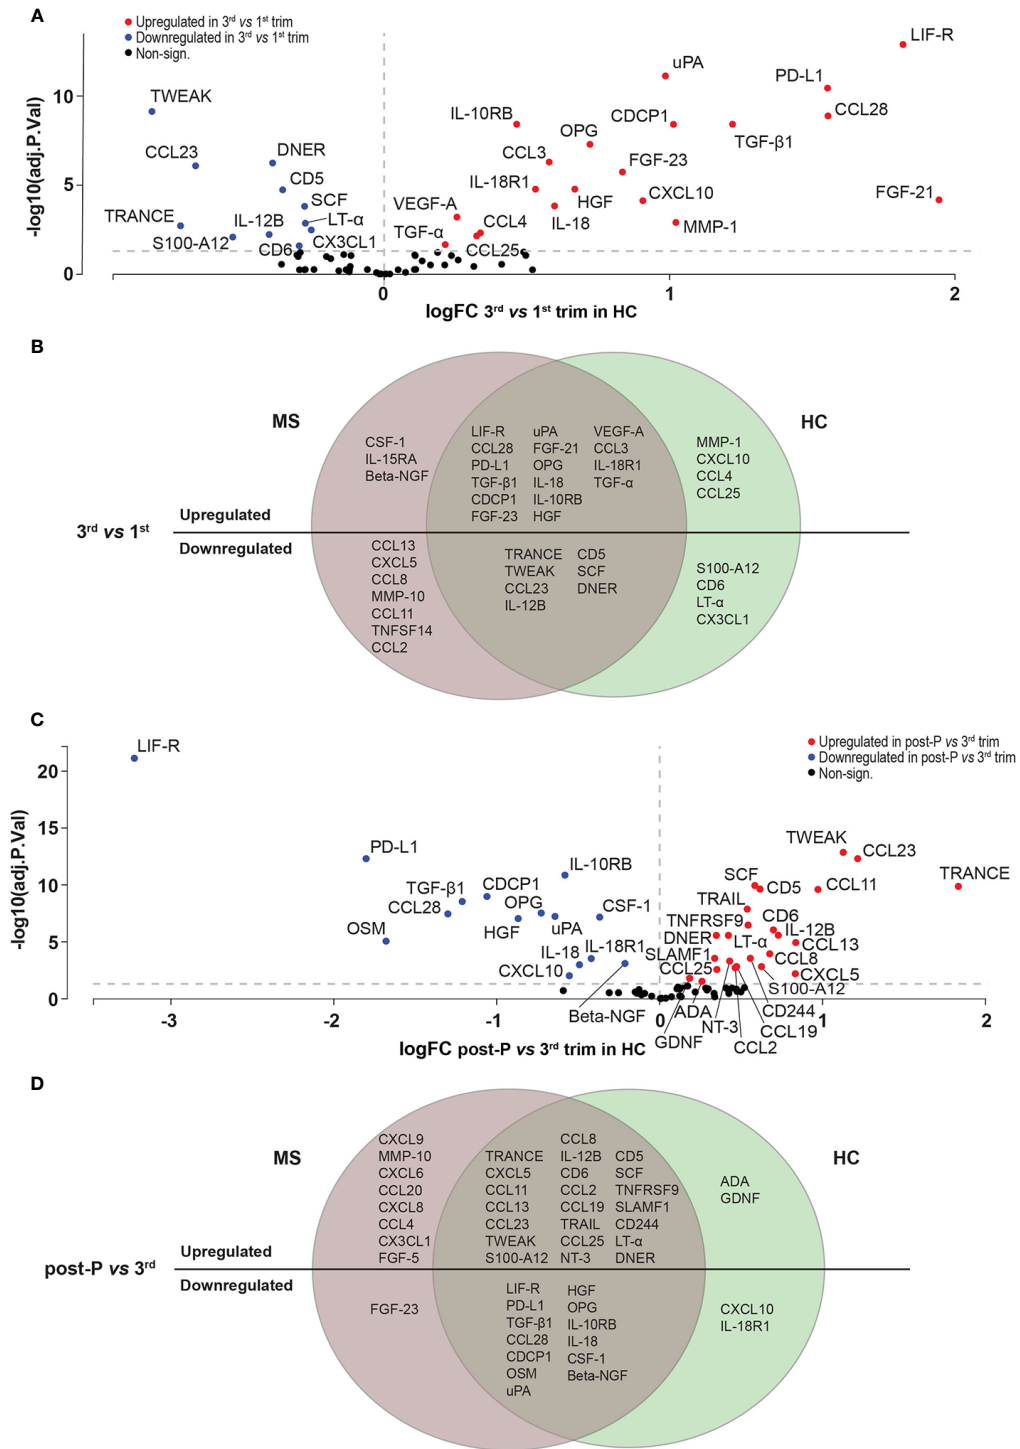 A
Upregulated in 3rd vs 1st trim
Downregulated in 3rd vs 1st trim
Non-sign.
LIF-R
uPA
PD-L1
TWEAK
CCL28
IL-10RB
CDCP1
OPG
TGF-β1
CCL23
DNER
CCL3
FGF-23
CD5
IL-18R1
CXCL10
FGF-21
SCF
VEGF-A
HGF
TRANCE
IL-12B
LT-α
CCL4
IL-18
MMP-1
S100-A12
CD6
CX3CL1
TGF-α
CCL25
10
5
0
-log10(adj.P.Val)
0
1
2
logFC 3rd vs 1st trim in HC
B
MS
HC
CSF-1
IL-15RA
Beta-NGF
LIF-R uPA VEGF-A
CCL28 FGF-21 CCL3
PD-L1 OPG IL-18R1
TGF-β1 IL-18 TGF-α
CDCP1 IL-10RB
FGF-23 HGF
MMP-1
CXCL10
CCL4
CCL25
3rd vs 1st
Upregulated
Downregulated
CCL13
CXCL5
CCL8
MMP-10
CCL11
TNFSF14
CCL2
TRANCE CD5
TWEAK SCF
CCL23 DNER
IL-12B
S100-A12
CD6
LT-α
CX3CL1
C
Upregulated in post-P vs 3rd trim
Downregulated in post-P vs 3rd trim
Non-sign.
LIF-R
20
15
10
5
0
-log10(adj.P.Val)
PD-L1
TWEAK
CCL23
IL-10RB
TRANCE
TGF-β1
CDCP1
SCF
CD5
CCL11
CCL28
OPG
CSF-1
TRAIL
OSM
HGF
uPA
TNFRSF9
CD6
IL-12B
DNER
LT-α
CCL13
IL-18
IL-18R1
SLAMF1
CCL8
CXCL10
CCL25
CXCL5
S100-A12
Beta-NGF
ADA
CD244
GDNF
NT-3
CCL19
CCL2
-3
-2
-1
0
1
2
logFC post-P vs 3rd trim in HC
D
MS
HC
CXCL9
MMP-10
CXCL6
CCL20
CXCL8
CCL4
CX3CL1
FGF-5
CCL8
TRANCE IL-12B CD5
CXCL5 CD6 SCF
CCL11 CCL2 TNFRSF9
CCL13 CCL19 SLAMF1
CCL23 TRAIL CD244
TWEAK CCL25 LT-α
S100-A12 NT-3 DNER
ADA
GDNF
post-P vs 3rd
Upregulated
Downregulated
FGF-23
LIF-R HGF
PD-L1 OPG
TGF-β1 IL-10RB
CCL28 IL-18
CDCP1 CSF-1
OSM Beta-NGF
uPA
CXCL10
IL-18R1